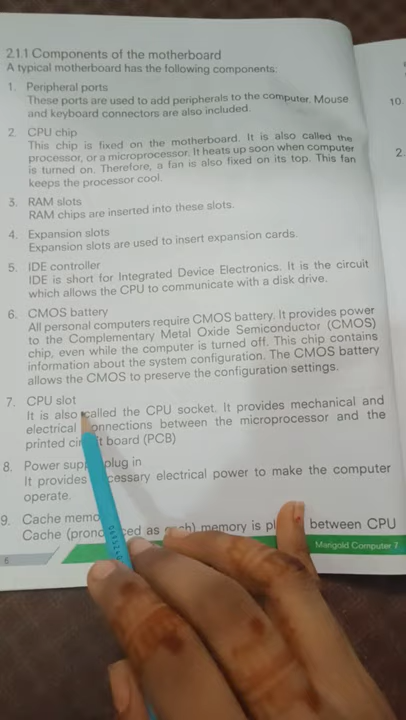 2.1.1 Components of the motherboard
A typical motherboard has the following components:
1. Peripheral ports
These ports are used to add peripherals to the computer. Mouse
and keyboard connectors are also included.
2. CPU chip
This chip is fixed on the motherboard. It is also called the
processor, or a microprocessor. It heats up soon when computer
is turned on. Therefore, a fan is also fixed on its top. This fan
keeps the processor cool.
3. RAM slots
RAM chips are inserted into these slots.
4. Expansion slots
Expansion slots are used to insert expansion cards.
5. IDE controller
IDE is short for Integrated Device Electronics. It is the circuit
which allows the CPU to communicate with a disk drive.
6. CMOS battery
All personal computers require CMOS battery. It provides power
to the Complementary Metal Oxide Semiconductor (CMOS)
chip, even while the computer is turned off. This chip contains
information about the system configuration. The CMOS battery
allows the CMOS to preserve the configuration settings.
7. CPU slot
It is also called the CPU socket. It provides mechanical and
electrical connections between the microprocessor and the
printed board (PCB)
8. Power plug in
It provides electrical power to make the computer
operate.
9. Cache
Cache as memory is between CPU
6
Marigold Computer 7
10.
2.